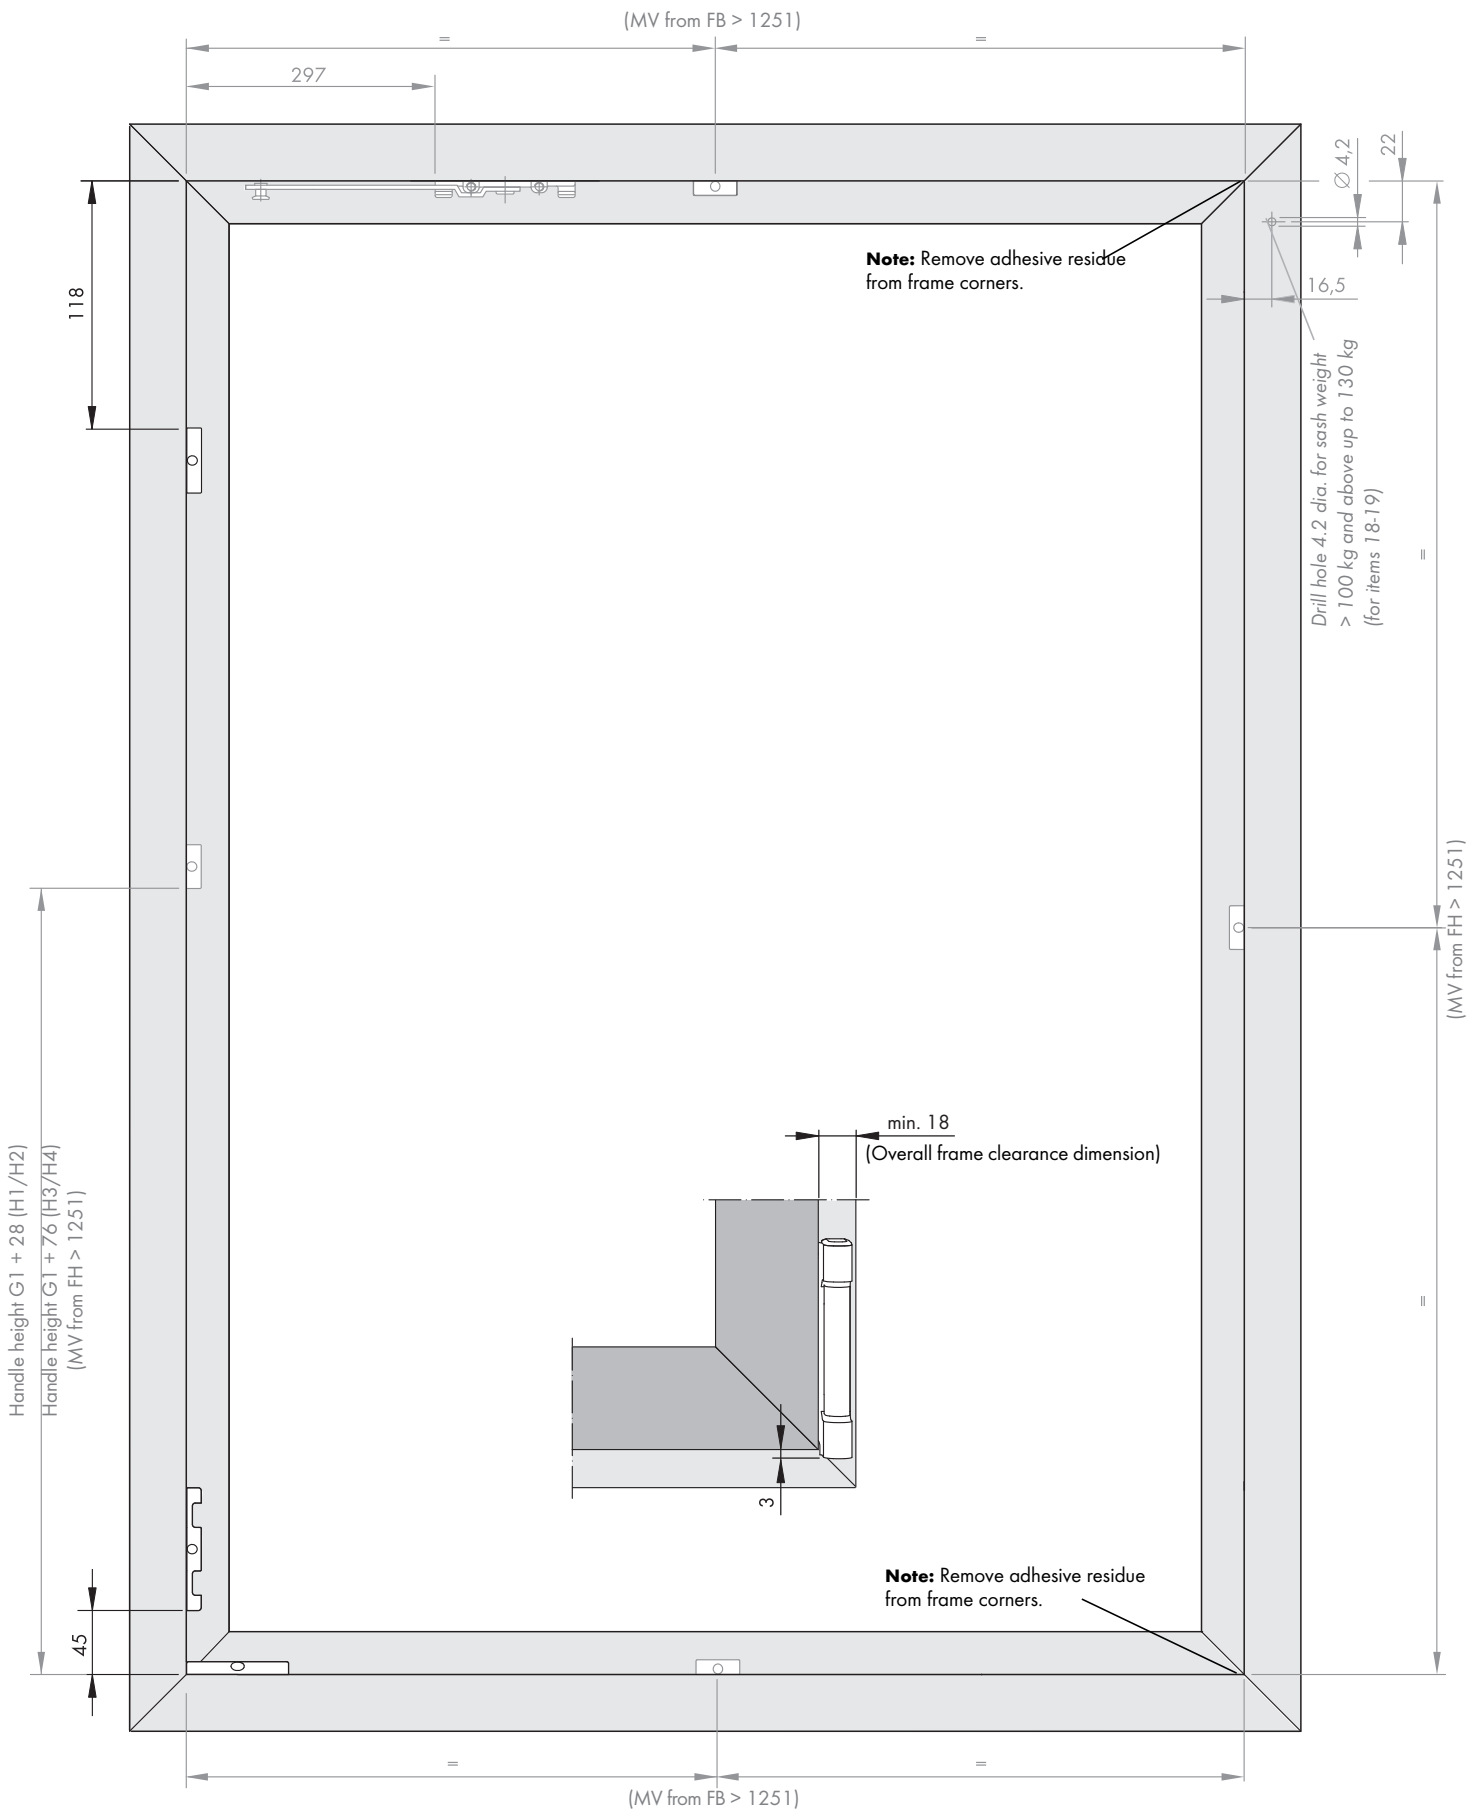 (MV from FB > 1251)
=
=
297
Ø 4,2
22
118
Note: Remove adhesive residue
from frame corners.
16,5
Drill hole 4.2 dia. for sash weight
> 100 kg and above up to 130 kg
(for items 18-19)
=
(MV from FH > 1251)
min. 18
(Overall frame clearance dimension)
Handle height G1 + 28 (H1/H2)
Handle height G1 + 76 (H3/H4)
(MV from FH > 1251)
=
3
Note: Remove adhesive residue
from frame corners.
45
=
=
(MV from FB > 1251)